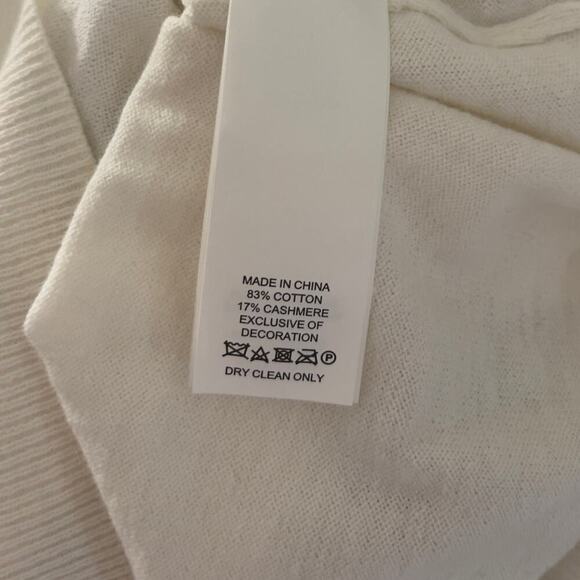 MADE IN CHINA
83% COTTON
17% CASHMERE
EXCLUSIVE OF
DECORATION
P
DRY CLEAN ONLY